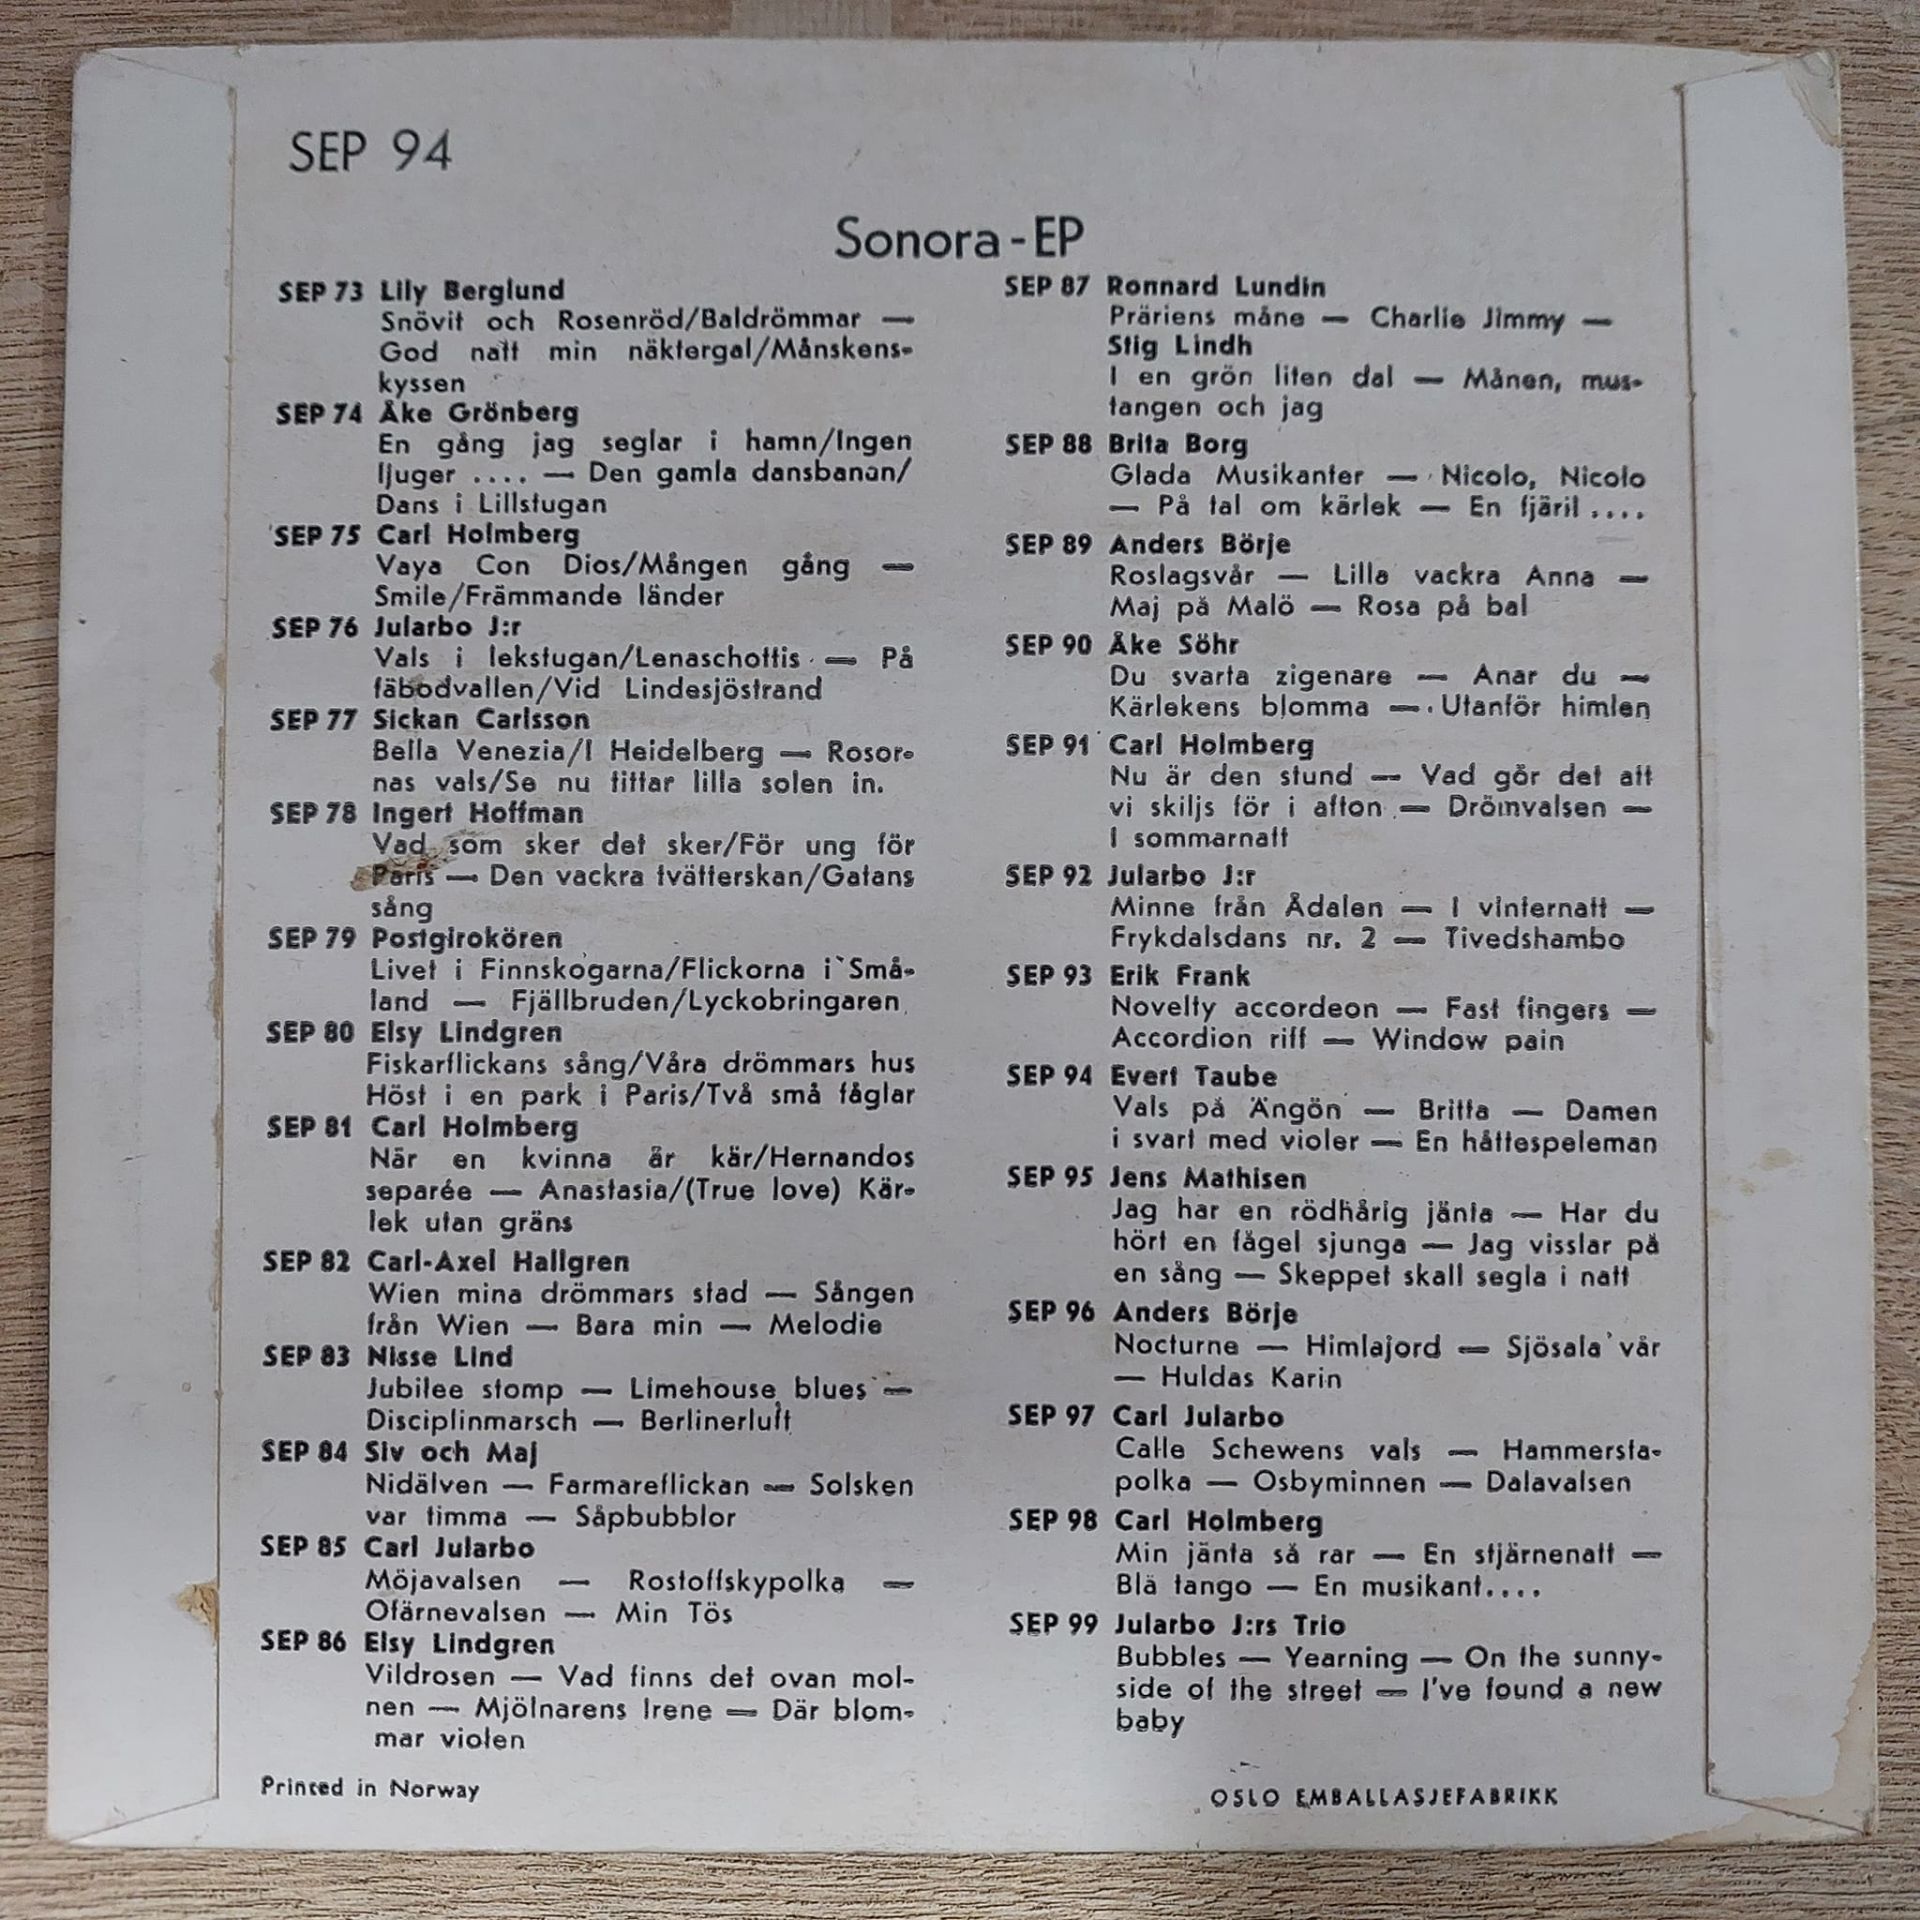 SEP 94
Sonora-EP
SEP 73 Lily Berglund
Snövit och Rosenröd/Baldrömmar —
God natt min näktergal/Månskens-
kyssen
SEP 74 Åke Grönberg
En gång jag seglar i hamn/Ingen
ljuger .... — Den gamla dansbanan/
Dans i Lillstugan
SEP 75 Carl Holmberg
Vaya Con Dios/Mången gång —
Smile/Främmande länder
SEP 76 Jularbo J:r
Vals i lekstugan/Lenaschottis — På
fäbodvallen/Vid Lindesjöstrand
SEP 77 Sickan Carlsson
Bella Venezia/I Heidelberg — Rosor-
nas vals/Se nu tittar lilla solen in.
SEP 78 Ingert Hoffman
Vad som sker det sker/För ung för
Paris — Den vackra tvätterskan/Gatans
sång
SEP 79 Postgirokören
Livet i Finnskogarna/Flickorna i Små-
land — Fjällbruden/Lyckobringaren
SEP 80 Elsy Lindgren
Fiskarflickans sång/Våra drömmars hus
Höst i en park i Paris/Två små fåglar
SEP 81 Carl Holmberg
När en kvinna är kär/Hernandos
separée — Anastasia/(True love) Kär-
lek utan gräns
SEP 82 Carl-Axel Hallgren
Wien mina drömmars stad — Sången
från Wien — Bara min — Melodie
SEP 83 Nisse Lind
Jubilee stomp — Limehouse blues —
Disciplinmarsch — Berlinerluft
SEP 84 Siv och Maj
Nidälven — Farmareflickan — Solsken
var timma — Såpbubblor
SEP 85 Carl Jularbo
Möjavalsen — Rostoffskypolka —
Ofärnevalsen — Min Tös
SEP 86 Elsy Lindgren
Vildrosen — Vad finns det ovan mol-
nen — Mjölnarens Irene — Där blom-
mar violen
SEP 87 Ronnard Lundin
Präriens måne — Charlie Jimmy —
Stig Lindh
I en grön liten dal — Månen, mus-
tangen och jag
SEP 88 Brita Borg
Glada Musikanter — Nicolo, Nicolo
— På tal om kärlek — En fjäril ....
SEP 89 Anders Börje
Roslagsvår — Lilla vackra Anna —
Maj på Malö — Rosa på bal
SEP 90 Åke Söhr
Du svarta zigenare — Anar du —
Kärlekens blomma — Utanför himlen
SEP 91 Carl Holmberg
Nu är den stund — Vad gör det att
vi skiljs för i afton — Drömvalsen —
I sommarnatt
SEP 92 Jularbo J:r
Minne från Ådalen — I vinternatt —
Frykdalsdans nr. 2 — Tivedshambo
SEP 93 Erik Frank
Novelty accordeon — Fast fingers —
Accordion riff — Window pain
SEP 94 Evert Taube
Vals på Ängön — Britta — Damen
i svart med violer — En håttespeleman
SEP 95 Jens Mathisen
Jag har en rödhårig jänta — Har du
hört en fågel sjunga — Jag visslar på
en sång — Skeppet skall segla i natt
SEP 96 Anders Börje
Nocturne — Himlajord — Sjösala vår
— Huldas Karin
SEP 97 Carl Jularbo
Calle Schewens vals — Hammersta-
polka — Osbyminnen — Dalavalsen
SEP 98 Carl Holmberg
Min jänta så rar — En stjärnenatt —
Blä tango — En musikant....
SEP 99 Jularbo J:rs Trio
Bubbles — Yearning — On the sunny-
side of the street — I've found a new
baby
Printed in Norway
OSLO EMBALLASJEFABRIKK